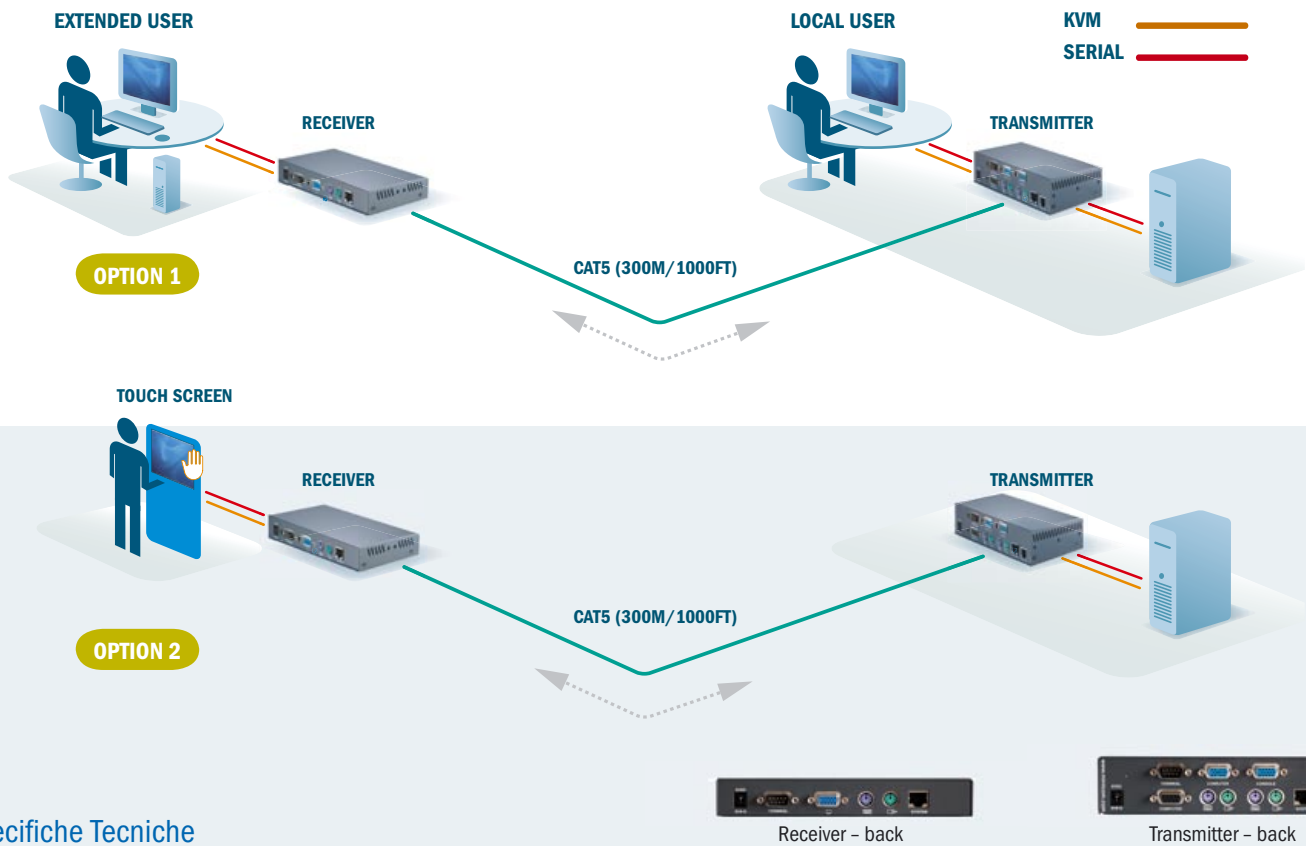 EXTENDED USER
LOCAL USER
KVM
SERIAL
RECEIVER
TRANSMITTER
OPTION 1
CAT5 (300M/1000FT)
TOUCH SCREEN
RECEIVER
TRANSMITTER
CAT5 (300M/1000FT)
OPTION 2
ecifiche Tecniche
Receiver – back
Transmitter – back